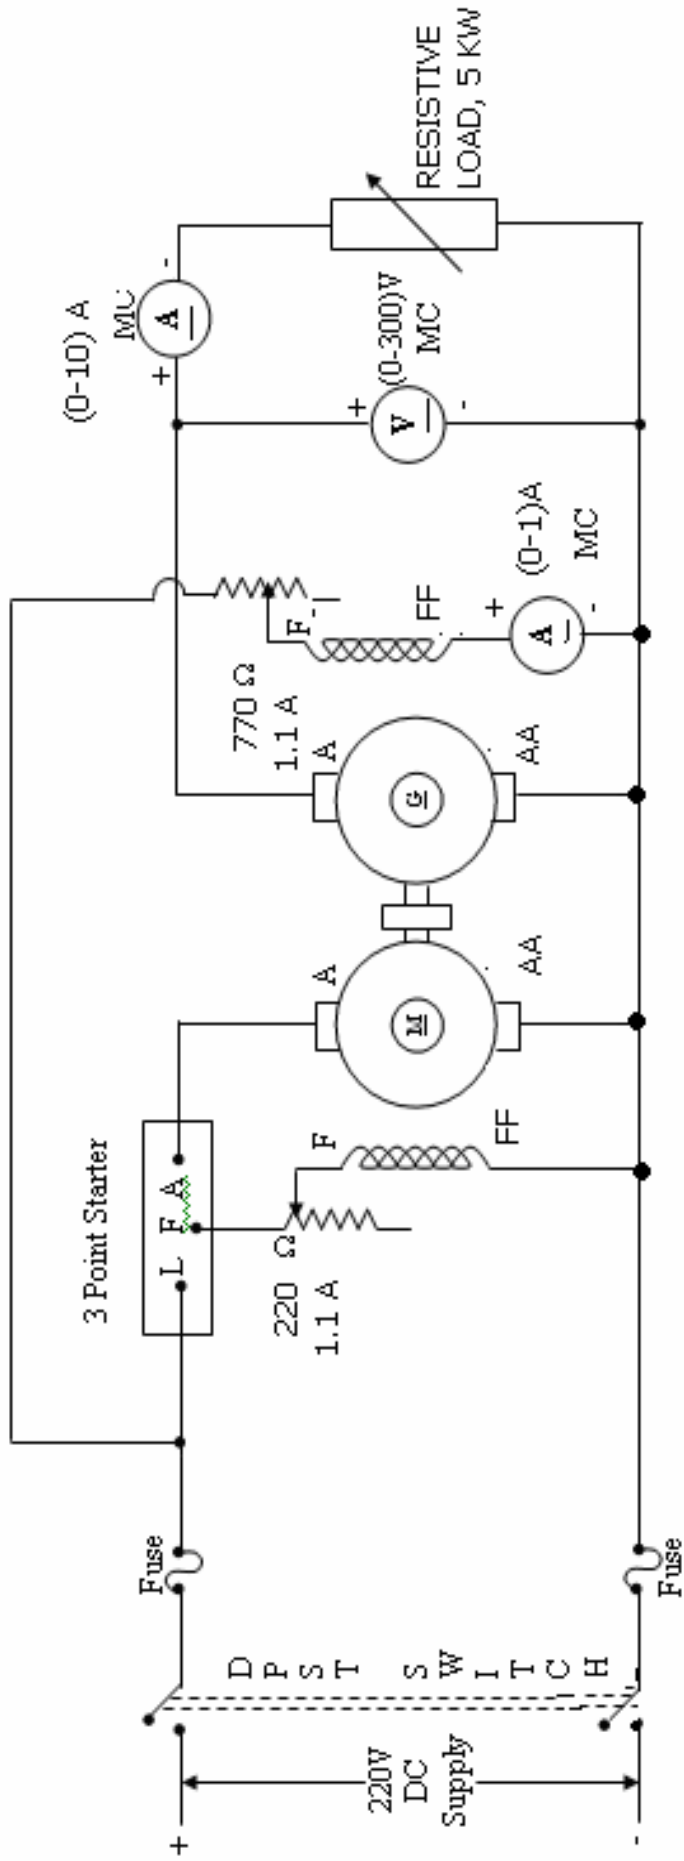 3 Point Starter
L F A
Fuse
+
220V
DC
Supply
-
D P S T S W I T C H
Fuse
220 Ω
1.1 A
F
FF
A
M
AA
A
G
AA
770 Ω
1.1 A
F
FF
+
A
-
(0-1)A
MC
(0-10) A
MC
+
A
-
+
V
-
(0-300)V
MC
RESISTIVE
LOAD, 5 KW